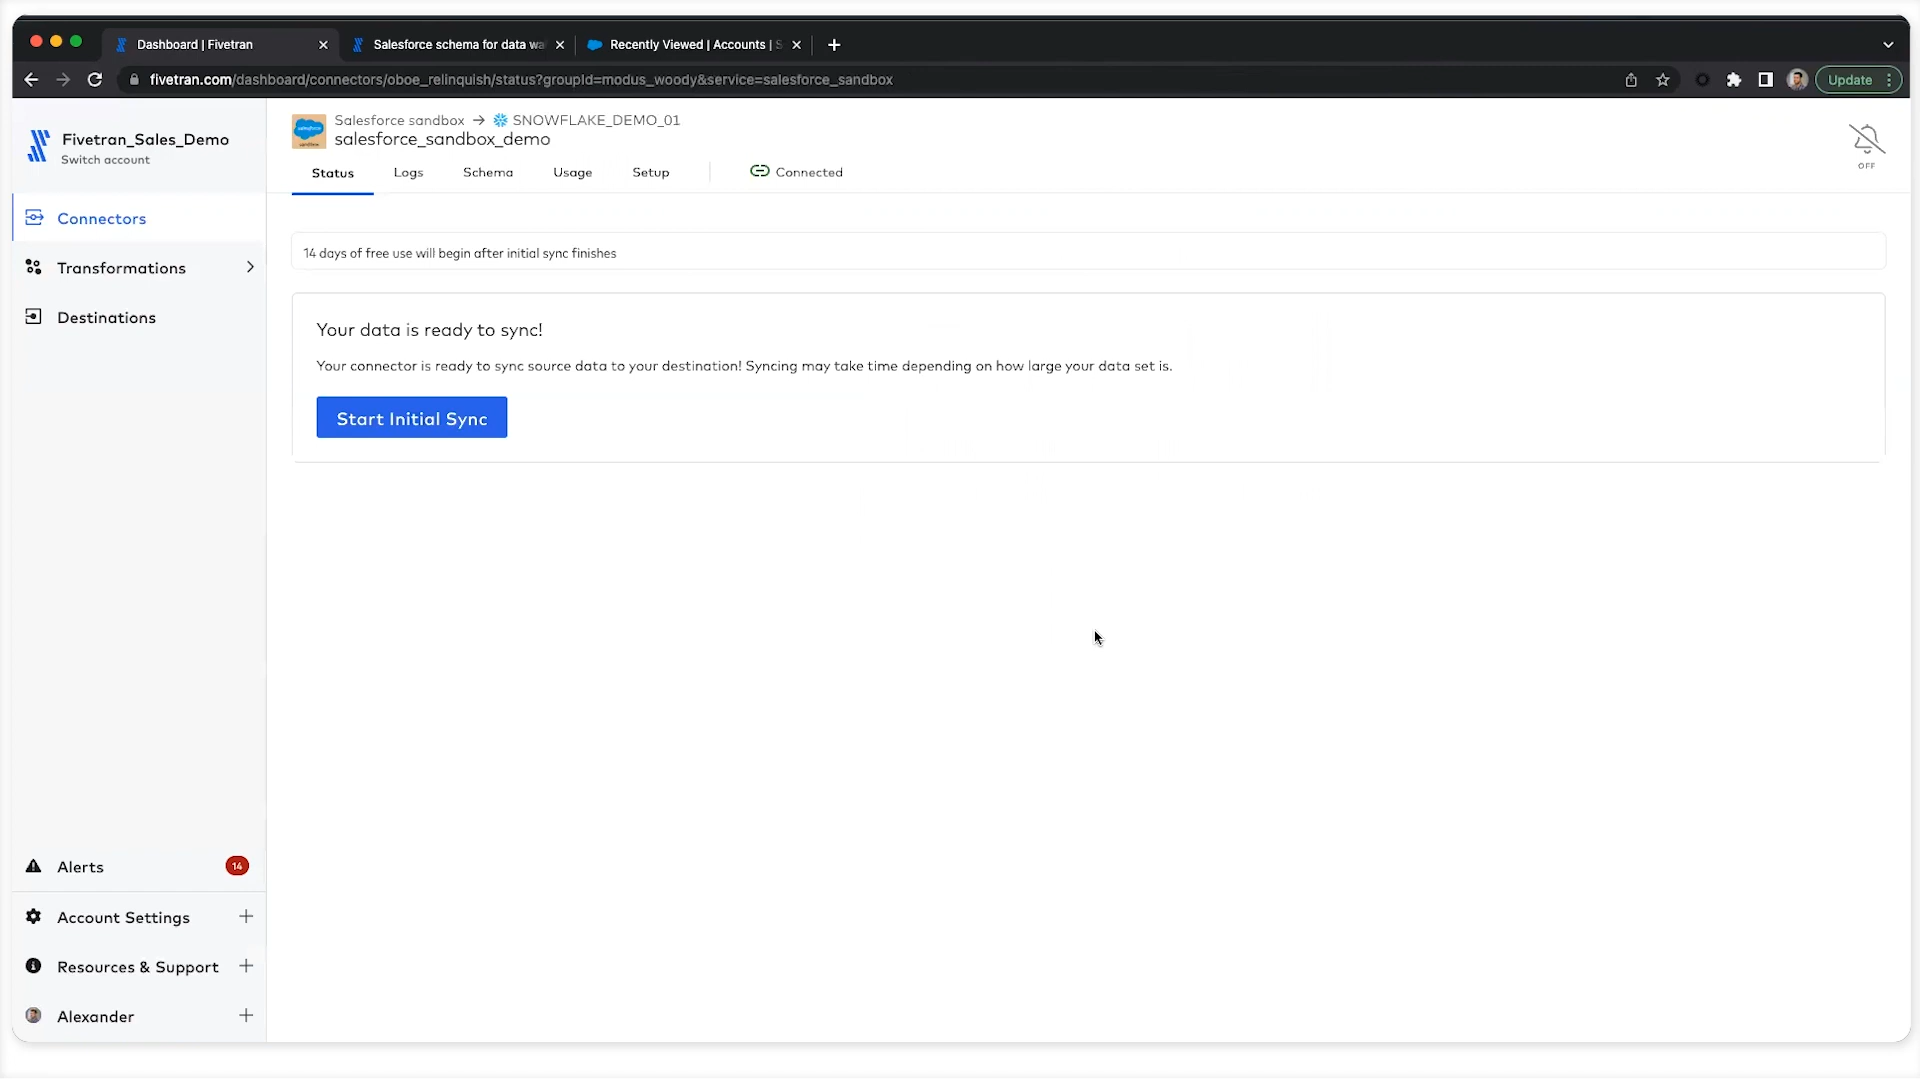 Dashboard | Fivetran
Salesforce schema for data wa
Recently Viewed | Accounts | S
fivetran.com/dashboard/connectors/oboe_relinquish/status?groupId=modus_woody&service=salesforce_sandbox
Update
Fivetran_Sales_Demo
Switch account
Salesforce sandbox → SNOWFLAKE_DEMO_01
salesforce_sandbox_demo
OFF
Status Logs Schema Usage Setup Connected
Connectors
Transformations
Destinations
14 days of free use will begin after initial sync finishes
Your data is ready to sync!
Your connector is ready to sync source data to your destination! Syncing may take time depending on how large your data set is.
Start Initial Sync
Alerts 14
Account Settings
Resources & Support
Alexander